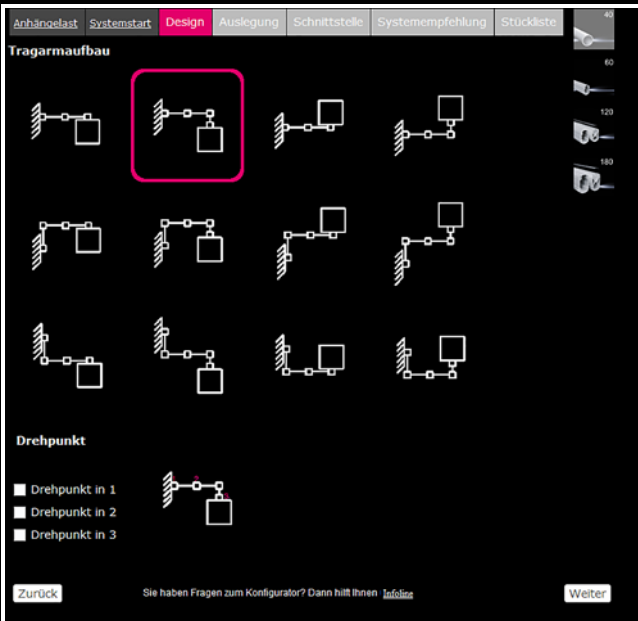 Anhängelast Systemstart Design Auslegung Schnittstelle Systemempfehlung Stückliste 40
Tragarmaufbau
60
120
180
Drehpunkt
Drehpunkt in 1
Drehpunkt in 2
Drehpunkt in 3
Zurück Sie haben Fragen zum Konfigurator? Dann hilft Ihnen Infoline Weiter